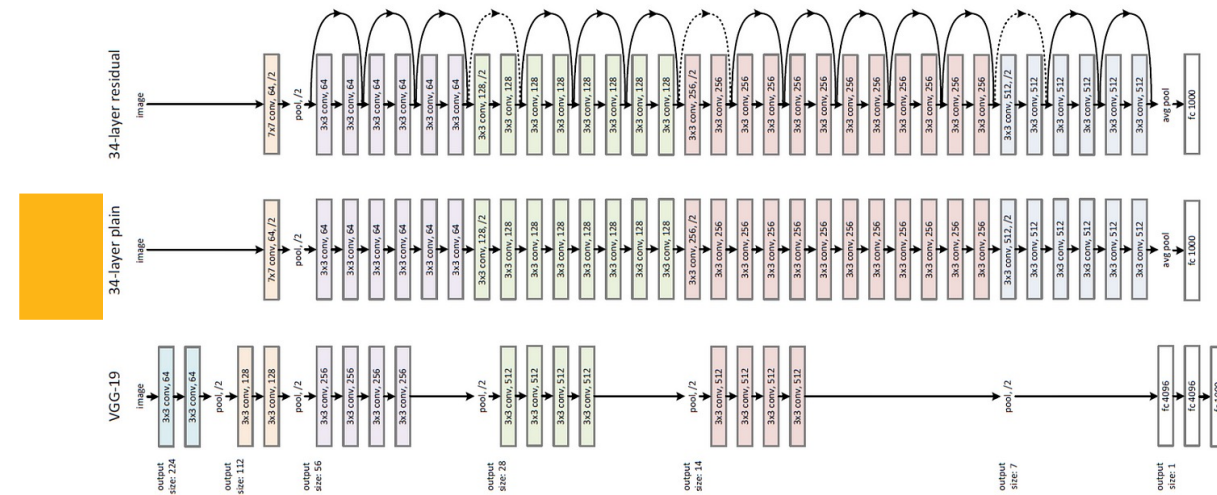 34-layer residual
image
7x7 conv, 64, /2
pool, /2
3x3 conv, 64
3x3 conv, 64
3x3 conv, 64
3x3 conv, 64
3x3 conv, 64
3x3 conv, 64
3x3 conv, 128, /2
3x3 conv, 128
3x3 conv, 128
3x3 conv, 128
3x3 conv, 128
3x3 conv, 128
3x3 conv, 128
3x3 conv, 128
3x3 conv, 256, /2
3x3 conv, 256
3x3 conv, 256
3x3 conv, 256
3x3 conv, 256
3x3 conv, 256
3x3 conv, 256
3x3 conv, 256
3x3 conv, 256
3x3 conv, 256
3x3 conv, 256
3x3 conv, 256
3x3 conv, 512, /2
3x3 conv, 512
3x3 conv, 512
3x3 conv, 512
3x3 conv, 512
3x3 conv, 512
avg pool
fc 1000
34-layer plain
image
7x7 conv, 64, /2
pool, /2
3x3 conv, 64
3x3 conv, 64
3x3 conv, 64
3x3 conv, 64
3x3 conv, 64
3x3 conv, 64
3x3 conv, 128, /2
3x3 conv, 128
3x3 conv, 128
3x3 conv, 128
3x3 conv, 128
3x3 conv, 128
3x3 conv, 128
3x3 conv, 128
3x3 conv, 256, /2
3x3 conv, 256
3x3 conv, 256
3x3 conv, 256
3x3 conv, 256
3x3 conv, 256
3x3 conv, 256
3x3 conv, 256
3x3 conv, 256
3x3 conv, 256
3x3 conv, 256
3x3 conv, 256
3x3 conv, 512, /2
3x3 conv, 512
3x3 conv, 512
3x3 conv, 512
3x3 conv, 512
3x3 conv, 512
avg pool
fc 1000
VGG-19
image
3x3 conv, 64
3x3 conv, 64
pool, /2
3x3 conv, 128
3x3 conv, 128
pool, /2
3x3 conv, 256
3x3 conv, 256
3x3 conv, 256
3x3 conv, 256
pool, /2
3x3 conv, 512
3x3 conv, 512
3x3 conv, 512
3x3 conv, 512
pool, /2
3x3 conv, 512
3x3 conv, 512
3x3 conv, 512
3x3 conv, 512
pool, /2
fc 4096
fc 4096
output
size: 224
output
size: 112
output
size: 56
output
size: 28
output
size: 14
output
size: 7
output
size: 1